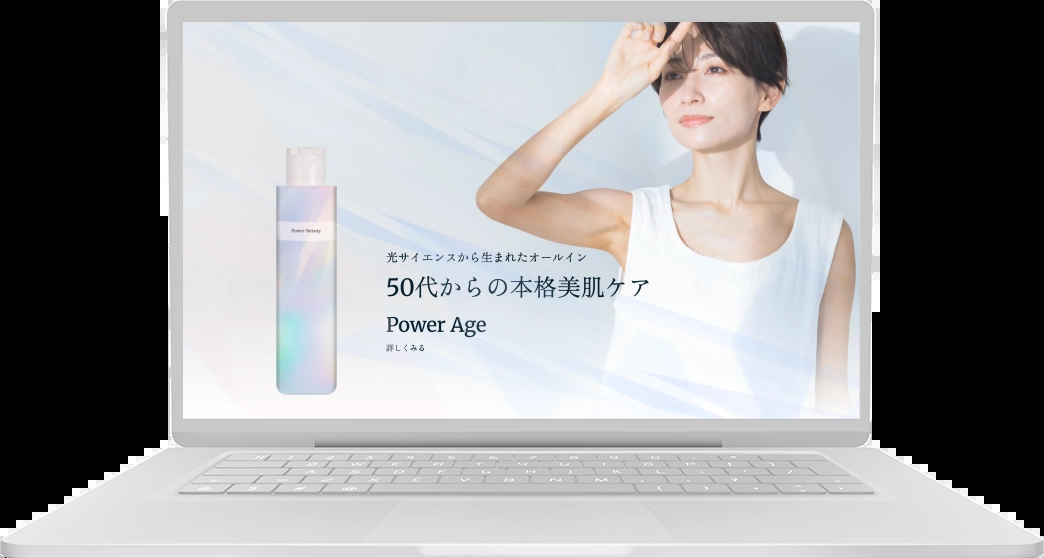 Power Beauty
光サイエンスから生まれたオールイン
50代からの本格美肌ケア
Power Age
詳しくみる